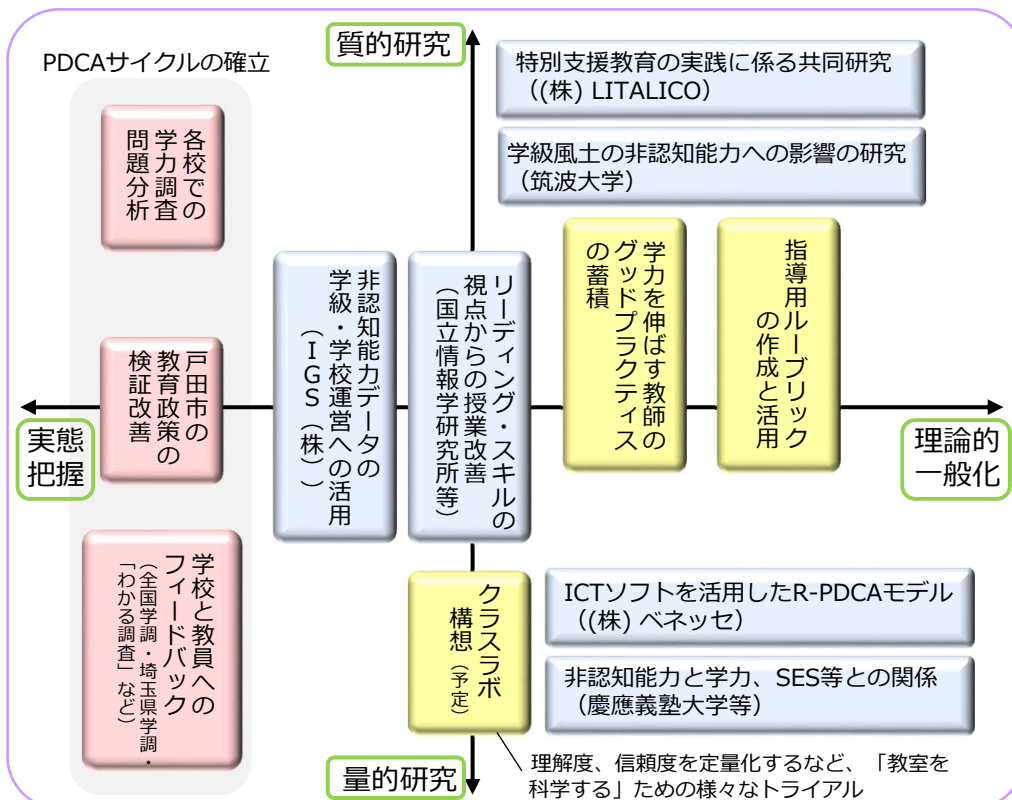 質的研究
PDCAサイクルの確立
特別支援教育の実践に係る共同研究
((株) LITALICO)
学級風土の非認知能力への影響の研究
(筑波大学)
各校での
学力調査
問題分析
戸田市の
教育政策の
検証改善
学校と教員への
フィードバック
(全国学調・埼玉県学調・
「わかる調査」など)
非認知能力データの
学級・学校運営への活用
(IGS(株))
リーディング・スキルの
視点からの授業改善
(国立情報学研究所等)
学力を伸ばす教師の
グッドプラクティス
の蓄積
指導用ルーブリック
の作成と活用
実態
把握
理論的
一般化
クラスラボ
構想(予定)
ICTソフトを活用したR-PDCAモデル
((株) ベネッセ)
非認知能力と学力、SES等との関係
(慶應義塾大学等)
量的研究
理解度、信頼度を定量化するなど、「教室を
科学する」ための様々なトライアル